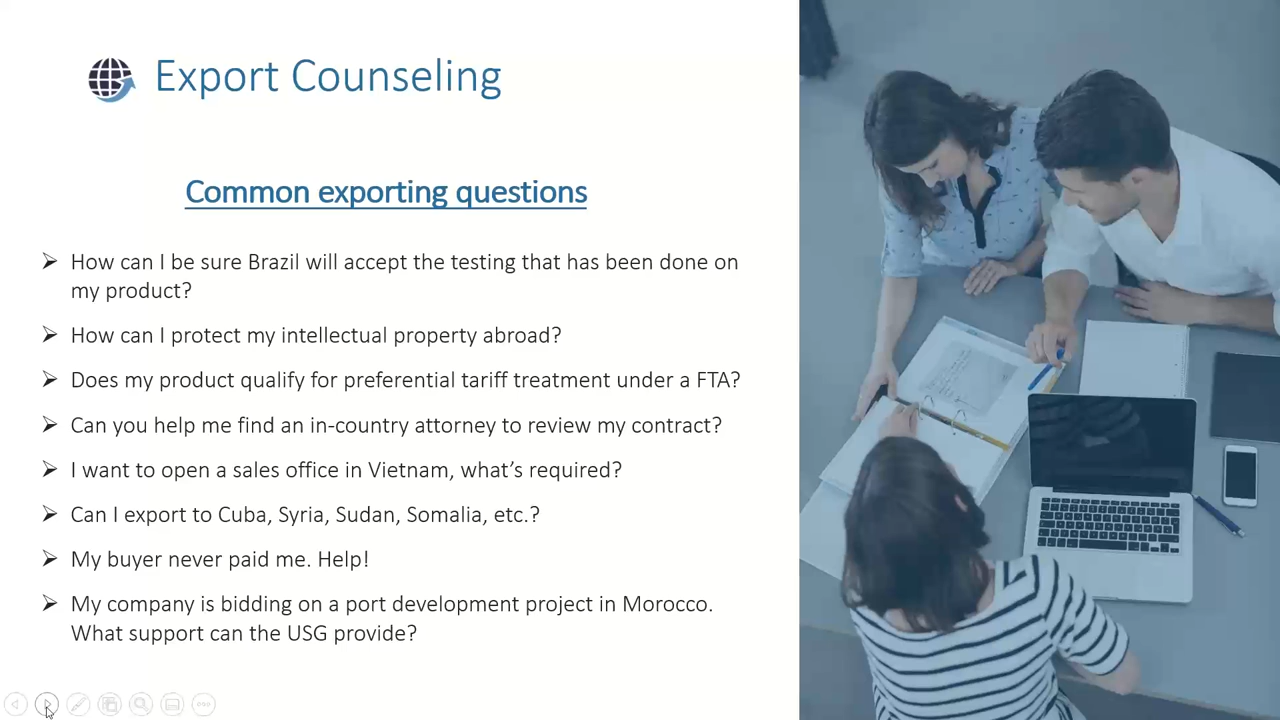 Export Counseling
Common exporting questions
How can I be sure Brazil will accept the testing that has been done on
my product?
How can I protect my intellectual property abroad?
Does my product qualify for preferential tariff treatment under a FTA?
Can you help me find an in-country attorney to review my contract?
I want to open a sales office in Vietnam, what's required?
Can I export to Cuba, Syria, Sudan, Somalia, etc.?
My buyer never paid me. Help!
My company is bidding on a port development project in Morocco.
What support can the USG provide?